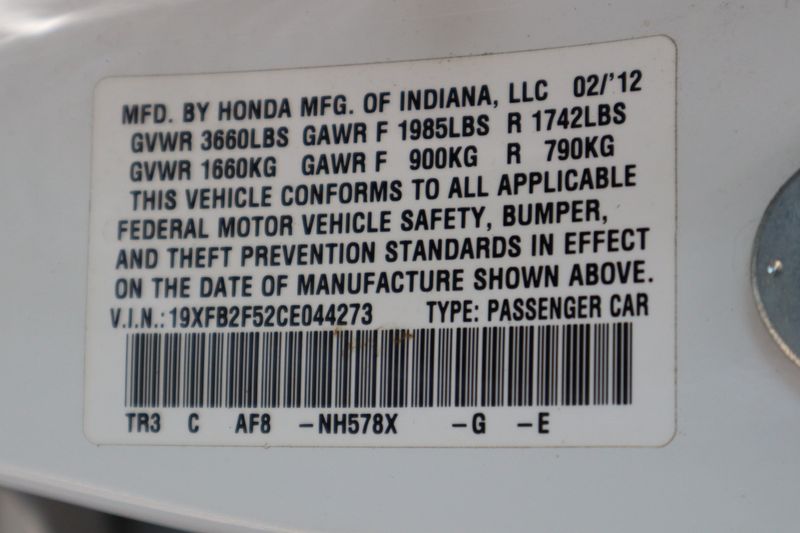 MFD. BY HONDA MFG. OF INDIANA, LLC 02/'12
GVWR 3660LBS GAWR F 1985LBS R 1742LBS
GVWR 1660KG GAWR F 900KG R 790KG
THIS VEHICLE CONFORMS TO ALL APPLICABLE
FEDERAL MOTOR VEHICLE SAFETY, BUMPER,
AND THEFT PREVENTION STANDARDS IN EFFECT
ON THE DATE OF MANUFACTURE SHOWN ABOVE.
V.I.N.: 19XFB2F52CE044273 TYPE: PASSENGER CAR
TR3 C AF8 -NH578X -G -E